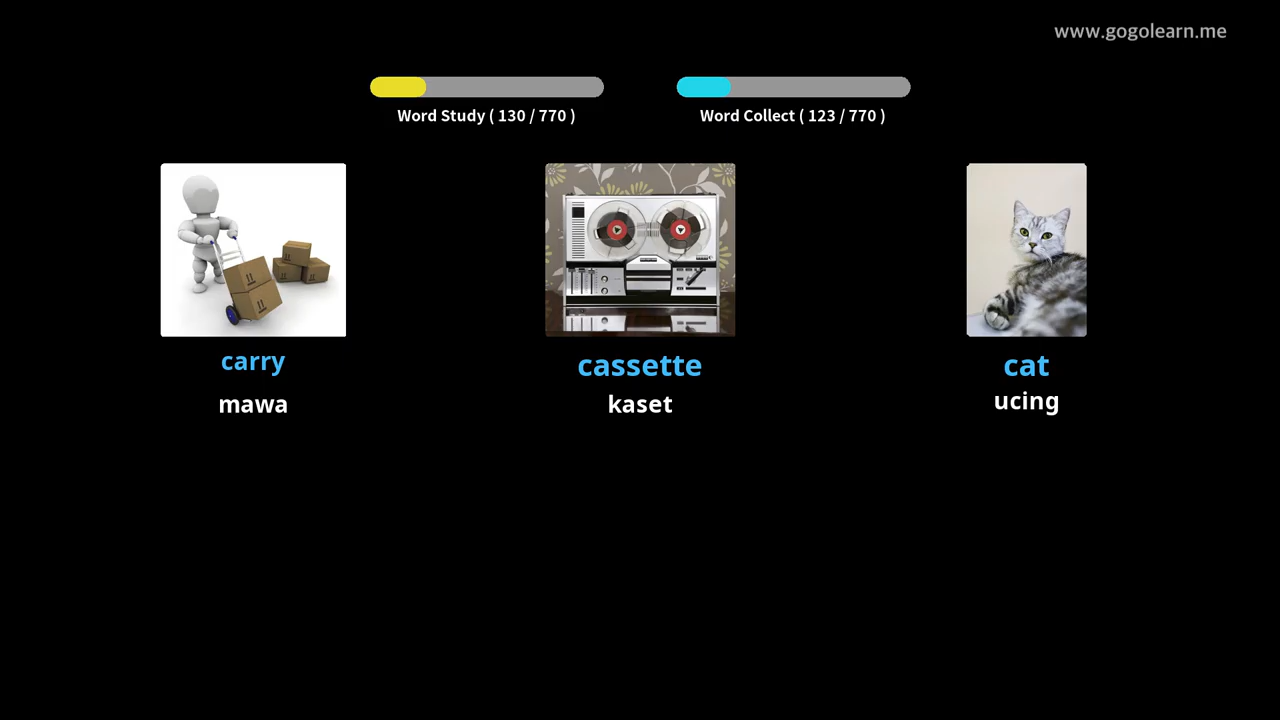 www.gogolearn.me
Word Study ( 130 / 770 )
Word Collect ( 123 / 770 )
carry
cassette
cat
mawa
kaset
ucing